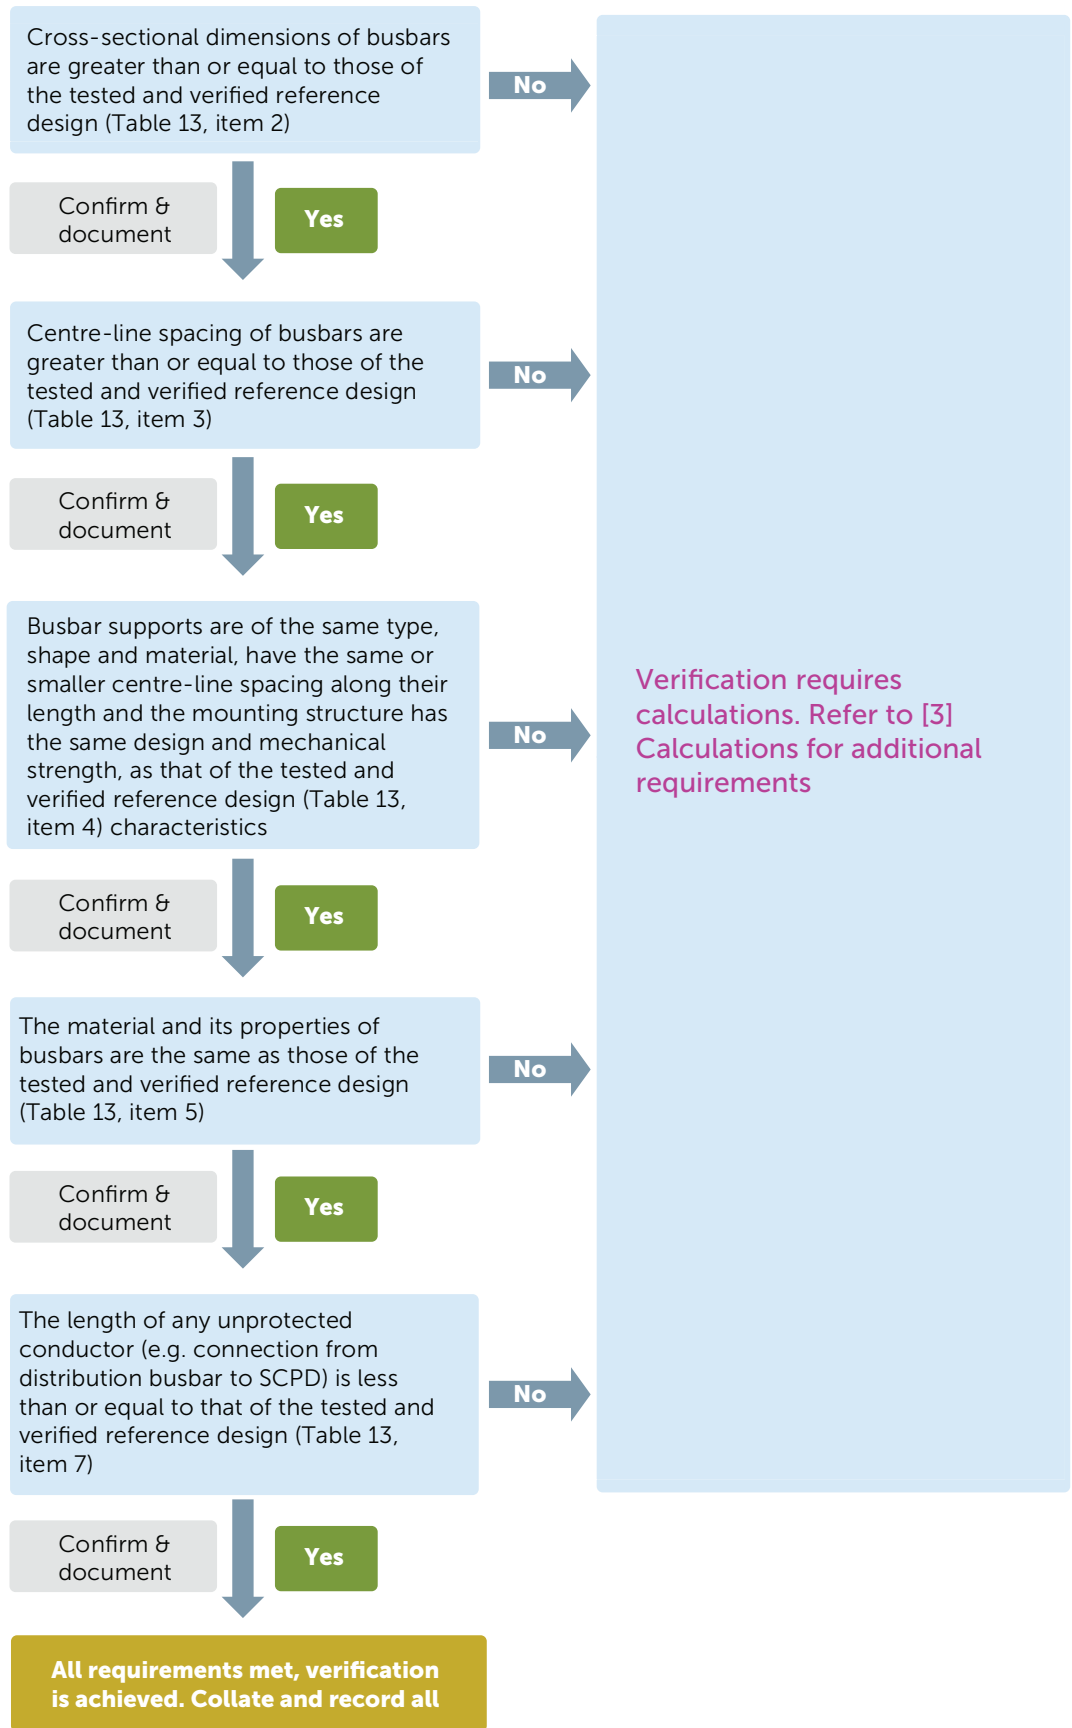 Cross-sectional dimensions of busbars
are greater than or equal to those of
the tested and verified reference
design (Table 13, item 2)
No
Confirm &
document
Yes
Centre-line spacing of busbars are
greater than or equal to those of the
tested and verified reference design
(Table 13, item 3)
No
Confirm &
document
Yes
Busbar supports are of the same type,
shape and material, have the same or
smaller centre-line spacing along their
length and the mounting structure has
the same design and mechanical
strength, as that of the tested and
verified reference design (Table 13,
item 4) characteristics
No
Verification requires
calculations. Refer to [3]
Calculations for additional
requirements
Confirm &
document
Yes
The material and its properties of
busbars are the same as those of the
tested and verified reference design
(Table 13, item 5)
No
Confirm &
document
Yes
The length of any unprotected
conductor (e.g. connection from
distribution busbar to SCPD) is less
than or equal to that of the tested and
verified reference design (Table 13,
item 7)
No
Confirm &
document
Yes
All requirements met, verification
is achieved. Collate and record all